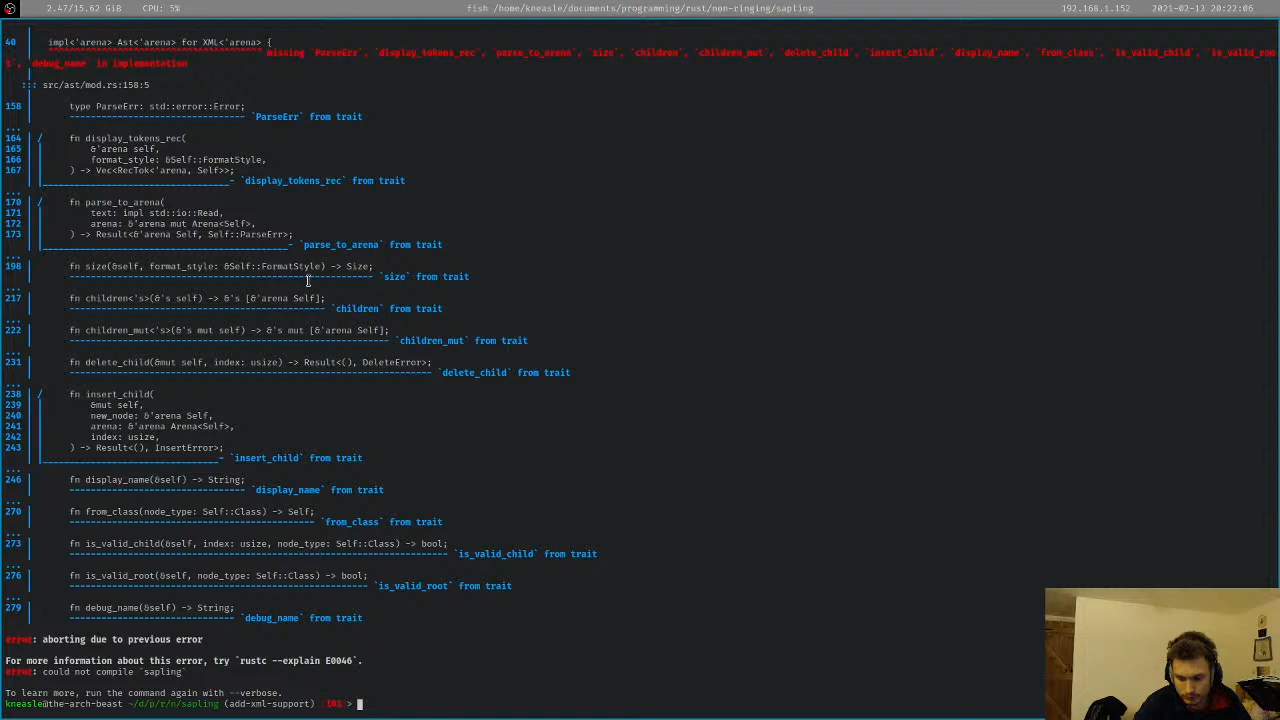 2.47/15.62 GiB CPU: 5% fish /home/kneasle/documents/programming/rust/non-ringing/sapling 192.168.1.152 2021-02-13 20:22:06
40 impl<'arena> Ast<'arena> for XML<'arena> {
^^^^^^^^^^^^^^^^^^^^^^^^^^^^^^^^^^^^^^^^ missing `ParseErr`, `display_tokens_rec`, `parse_to_arena`, `size`, `children`, `children_mut`, `delete_child`, `insert_child`, `display_name`, `from_class`, `is_valid_child`, `is_valid_roo
t`, `debug_name` in implementation
::: src/ast/mod.rs:158:5
158 | type ParseErr: std::error::Error;
| --------------------------------- `ParseErr` from trait
...
164 | / fn display_tokens_rec(
165 | | &'arena self,
166 | | format_style: &Self::FormatStyle,
167 | | ) -> Vec<RecTok<'arena, Self>>;
| |___________________________________- `display_tokens_rec` from trait
...
170 | / fn parse_to_arena(
171 | | text: impl std::io::Read,
172 | | arena: &'arena mut Arena<Self>,
173 | | ) -> Result<&'arena Self, Self::ParseErr>;
| |______________________________________________- `parse_to_arena` from trait
...
198 | fn size(&self, format_style: &Self::FormatStyle) -> Size;
| --------------------------------------------------------- `size` from trait
...
217 | fn children<'s>(&'s self) -> &'s [&'arena Self];
| ------------------------------------------------ `children` from trait
...
222 | fn children_mut<'s>(&'s mut self) -> &'s mut [&'arena Self];
| ------------------------------------------------------------ `children_mut` from trait
...
231 | fn delete_child(&mut self, index: usize) -> Result<(), DeleteError>;
| -------------------------------------------------------------------- `delete_child` from trait
...
238 | / fn insert_child(
239 | | &mut self,
240 | | new_node: &'arena Self,
241 | | arena: &'arena Arena<Self>,
242 | | index: usize,
243 | | ) -> Result<(), InsertError>;
| |_________________________________- `insert_child` from trait
...
246 | fn display_name(&self) -> String;
| --------------------------------- `display_name` from trait
...
270 | fn from_class(node_type: Self::Class) -> Self;
| ---------------------------------------------- `from_class` from trait
...
273 | fn is_valid_child(&self, index: usize, node_type: Self::Class) -> bool;
| ----------------------------------------------------------------------- `is_valid_child` from trait
...
276 | fn is_valid_root(&self, node_type: Self::Class) -> bool;
| -------------------------------------------------------- `is_valid_root` from trait
...
279 | fn debug_name(&self) -> String;
| ------------------------------- `debug_name` from trait
error: aborting due to previous error
For more information about this error, try `rustc --explain E0046`.
error: could not compile `sapling`
To learn more, run the command again with --verbose.
kneasle@the-arch-beast ~/d/p/r/n/sapling (add-xml-support) [101]>